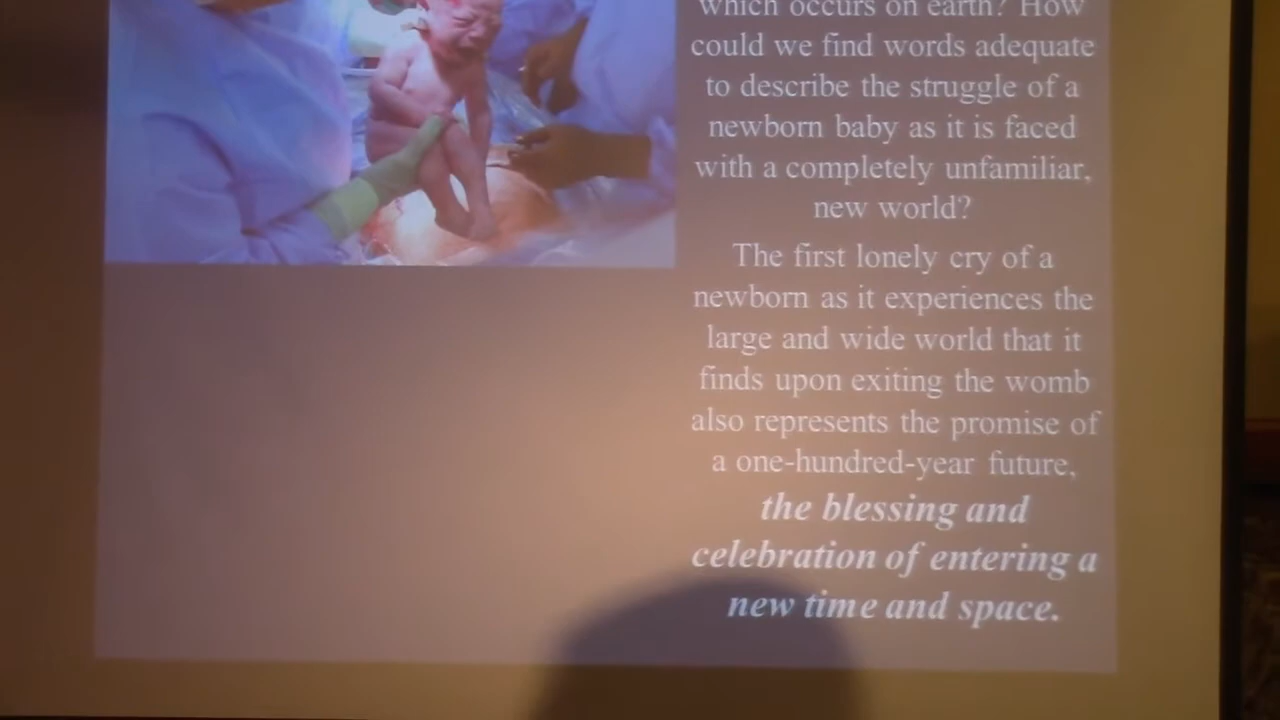 which occurs on earth? How
could we find words adequate
to describe the struggle of a
newborn baby as it is faced
with a completely unfamiliar,
new world?
The first lonely cry of a
newborn as it experiences the
large and wide world that it
finds upon exiting the womb
also represents the promise of
a one-hundred-year future,
the blessing and
celebration of entering a
new time and space.